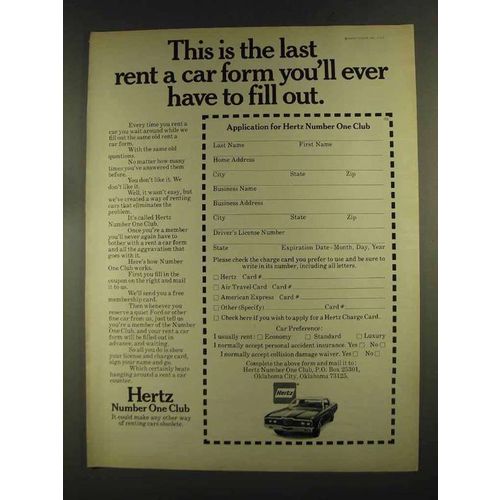 This is the last
rent a car form you'll ever
have to fill out.
Every time you rent a
car you wait around while we
fill out the same old rent a
car form.
With the same old
questions.
No matter how many
times you've answered them
before.
You don't like it. We
don't like it.
Well, it wasn't easy, but
we've created a way of renting
cars that eliminates the
problem.
It's called Hertz
Number One Club.
Once you're a member
you'll never again have to
bother with a rent a car form
and all the aggravation that
goes with it.
Here's how Number
One Club works.
First you fill in the
coupon on the right and mail
it to us.
We'll send you a free
membership card.
Then whenever you
reserve a quiet Ford or other
fine car from us, just tell us
you're a member of the Number
One Club, and your rent a car
form will be filled out in
advance, and waiting.
So all you do is show
your license and charge card,
sign your name and go.
Which certainly beats
hanging around a rent a car
counter.
Hertz
Number One Club
It could make any other way
of renting cars obsolete.
Application for Hertz Number One Club
Last Name First Name
Home Address
City State Zip
Business Name
Business Address
City State Zip
Driver's License Number
State Expiration Date-Month, Day, Year
Please check the charge card you prefer to use and be sure to
write in its number, including all letters.
Hertz Card #
Air Travel Card Card #
American Express Card #
Other (Specify) Card #
Check here if you wish to apply for a Hertz Charge Card.
Car Preference:
I usually rent: Economy Standard Luxury
I normally accept personal accident insurance. Yes No
I normally accept collision damage waiver. Yes No
Complete the above form and mail it to:
Hertz Number One Club, P.O. Box 25301,
Oklahoma City, Oklahoma 73125.
Hertz